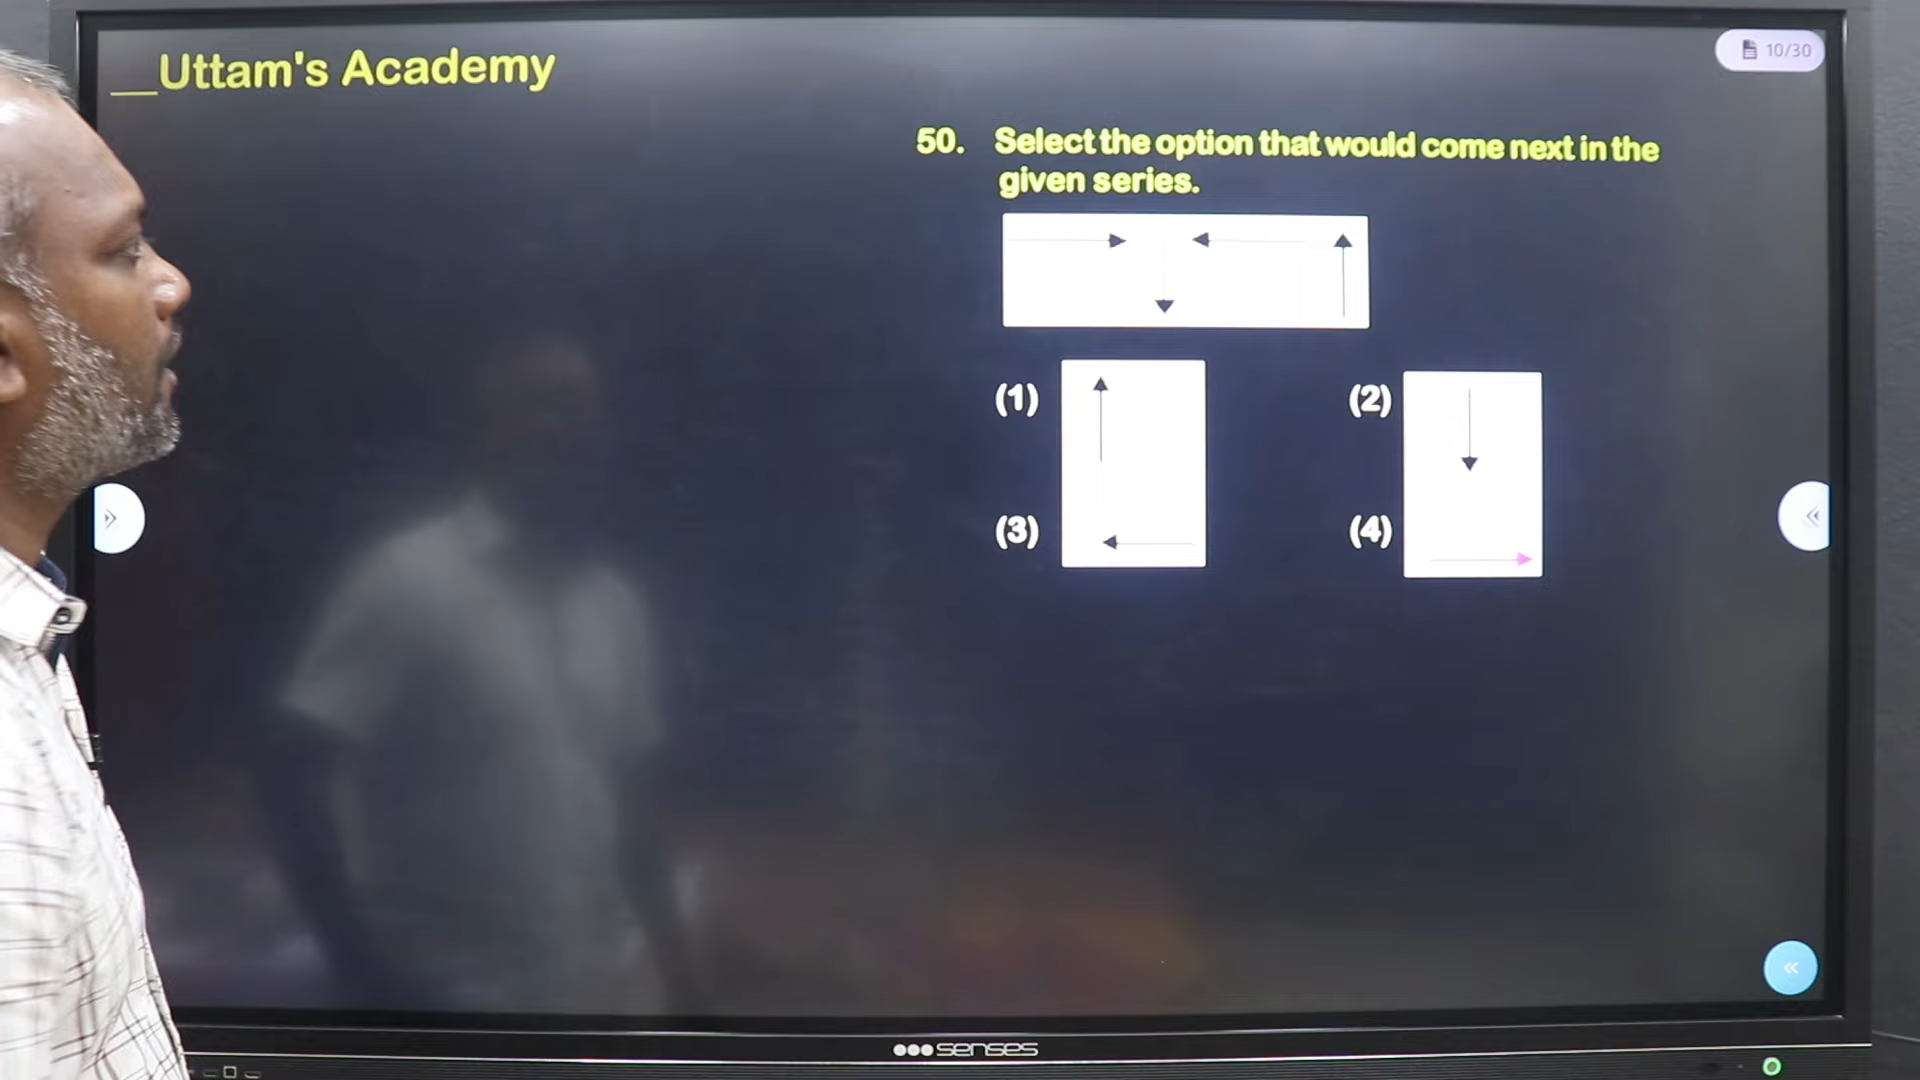 __Uttam's Academy
10/30
50. Select the option that would come next in the
given series.
(1)
(2)
(3)
(4)
senses